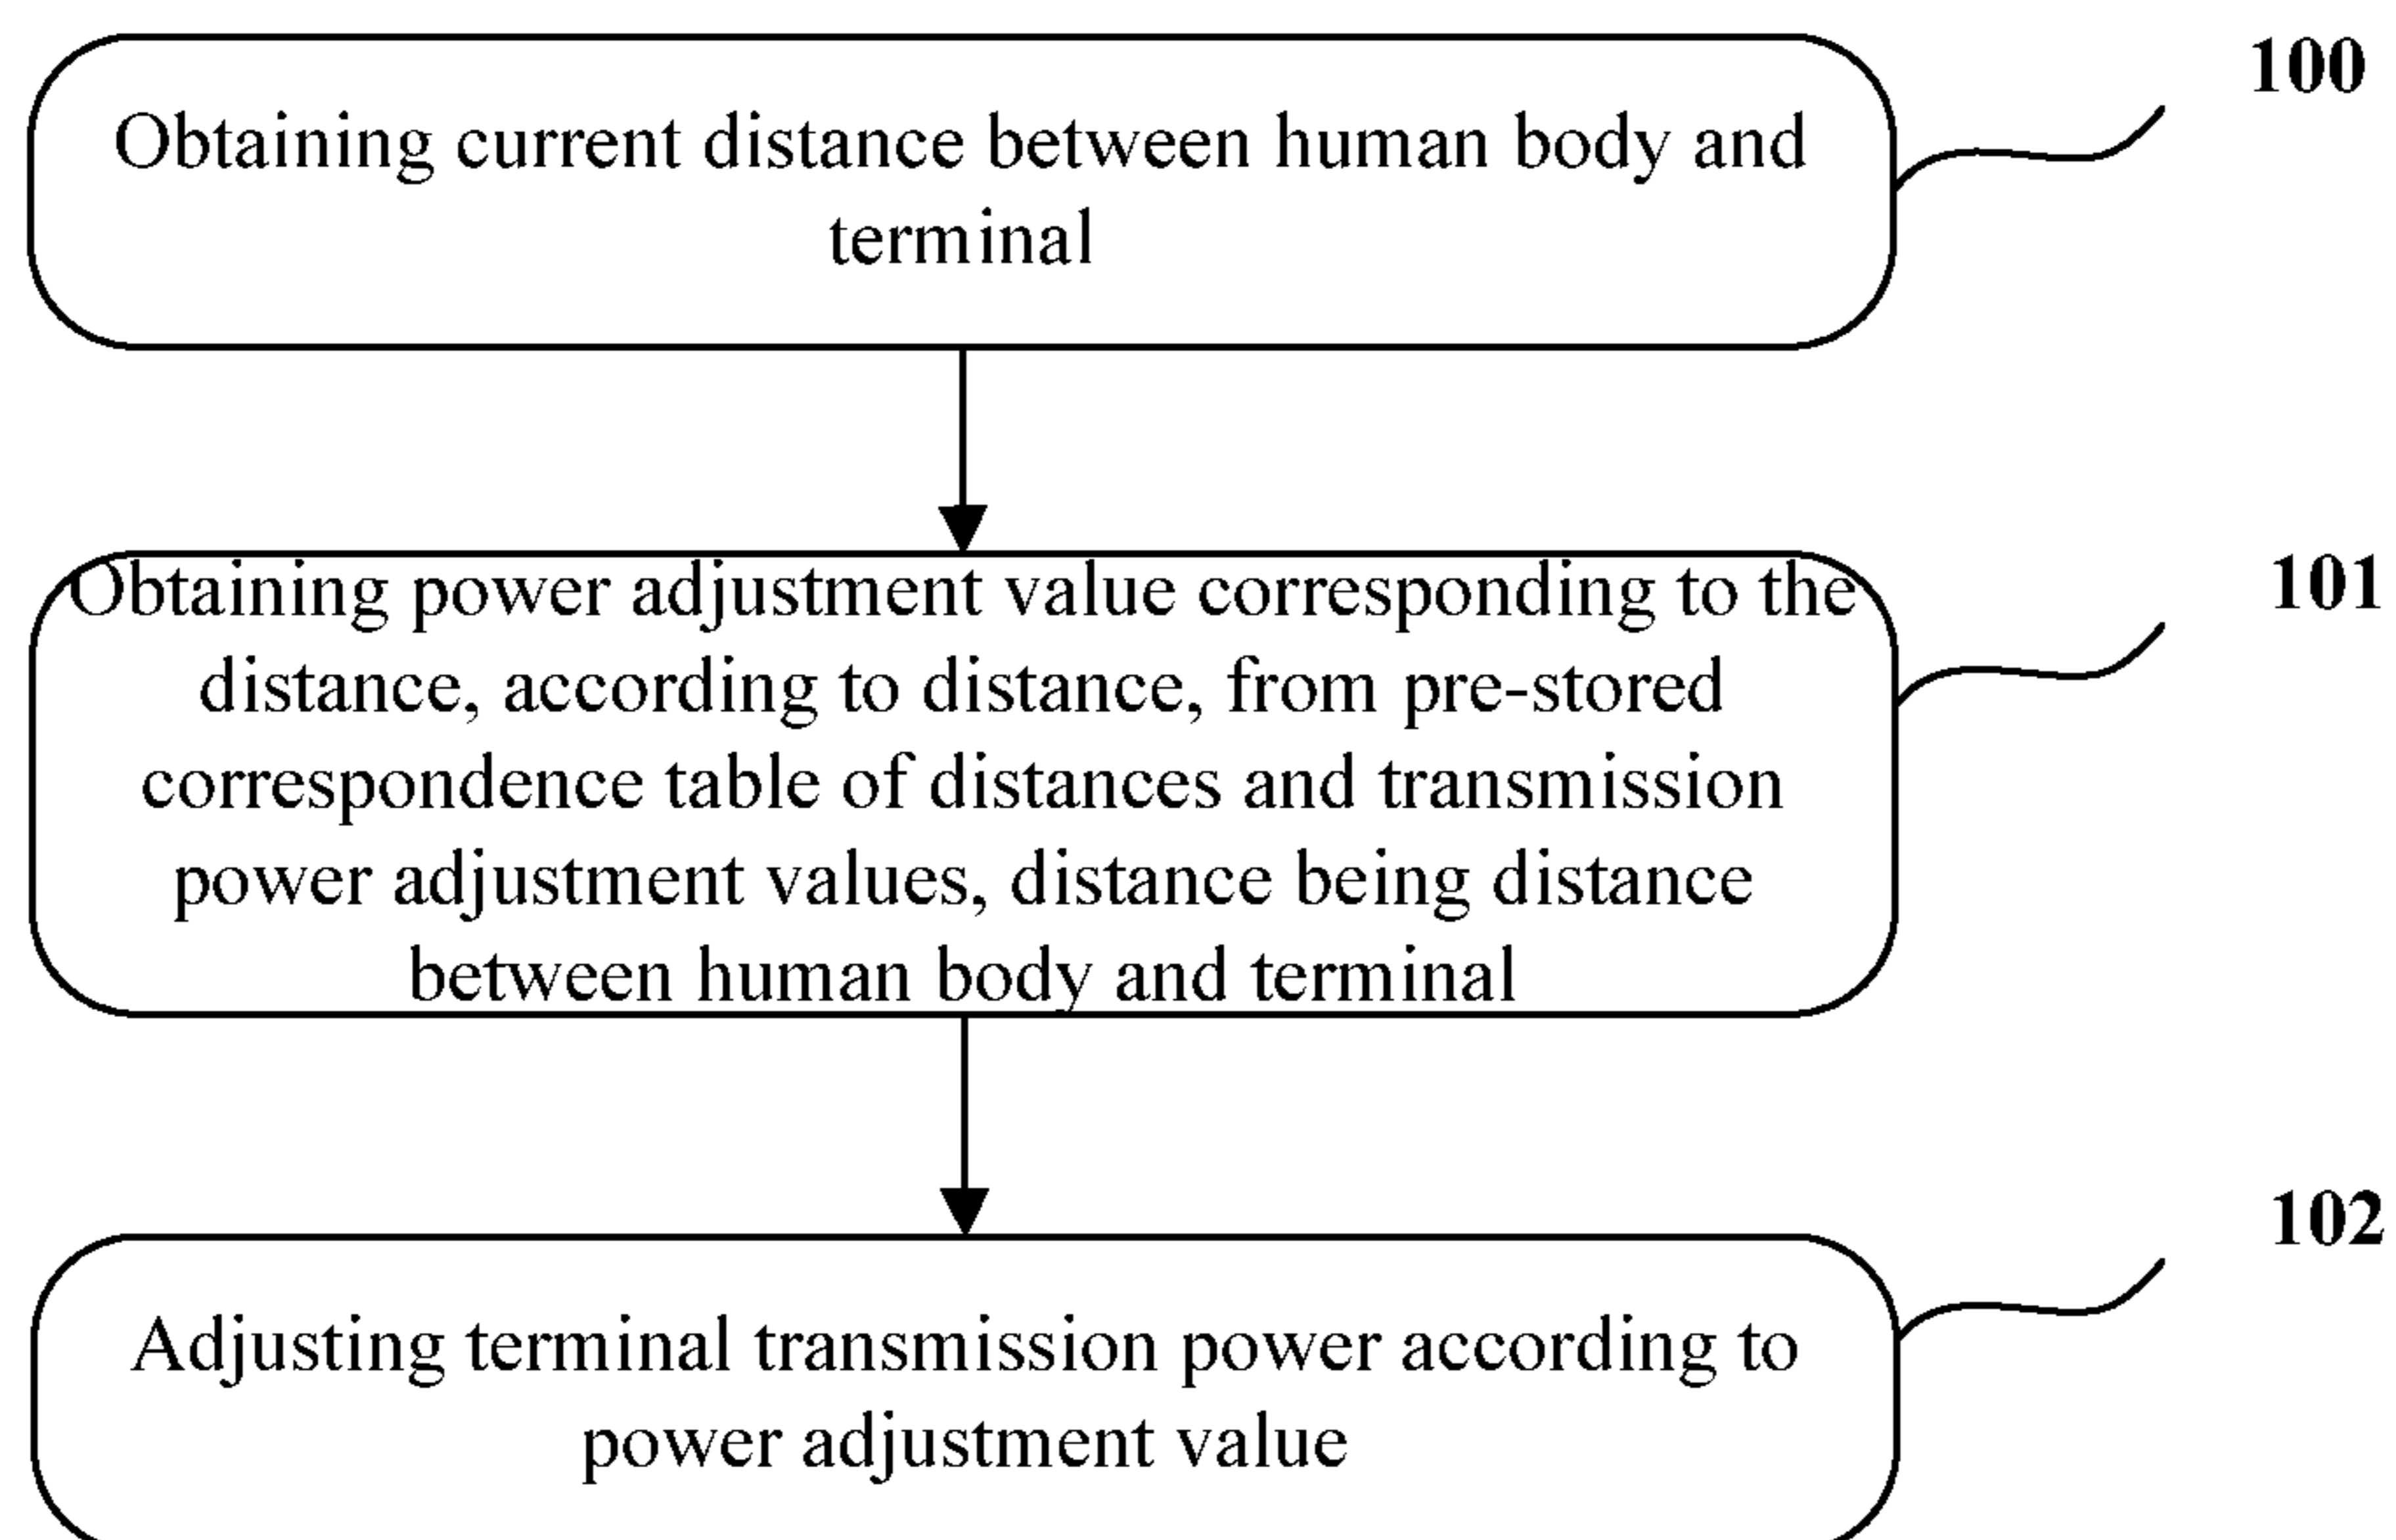 100
Obtaining current distance between human body and
terminal
101
Obtaining power adjustment value corresponding to the
distance, according to distance, from pre-stored
correspondence table of distances and transmission
power adjustment values, distance being distance
between human body and terminal
102
Adjusting terminal transmission power according to
power adjustment value